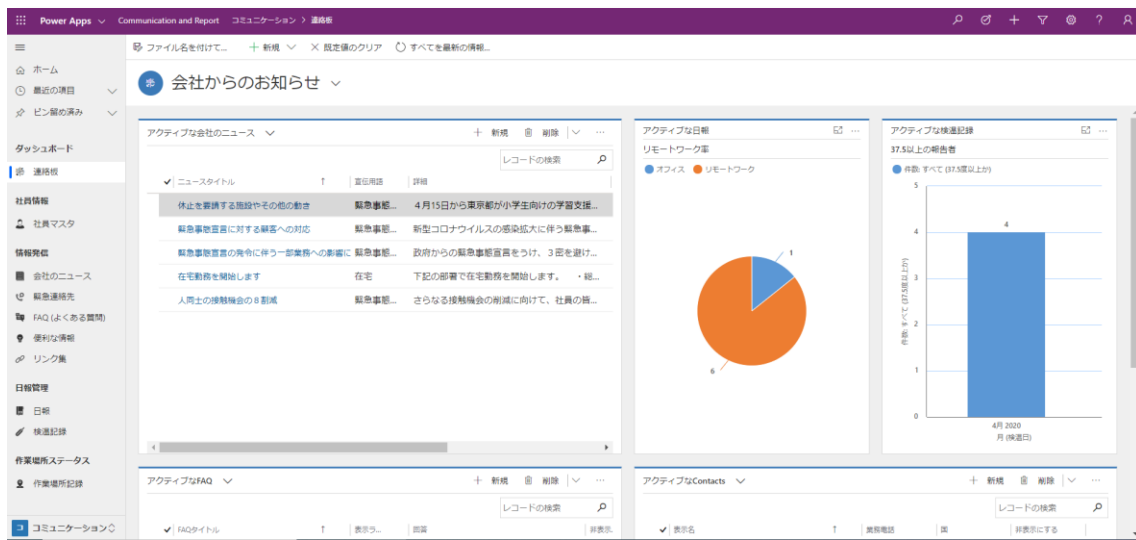 Power Apps Communication and Report コミュニケーション > 連絡板
ファイル名を付けて... 新規 既定値のクリア すべてを最新の情報...
ホーム
最近の項目
ピン留め済み
ダッシュボード
連絡板
社員情報
社員マスタ
情報発信
会社のニュース
緊急連絡先
FAQ (よくある質問)
便利な情報
リンク集
日報管理
日報
検温記録
作業場所ステータス
作業場所記録
コ コミュニケーション
会社からのお知らせ
アクティブな会社のニュース 新規 削除
レコードの検索
ニュースタイトル 宣伝用語 詳細
休止を要請する施設やその他の動き 緊急事態... 4月15日から東京都が小学生向けの学習支援...
緊急事態宣言に対する顧客への対応 緊急事態... 新型コロナウイルスの感染拡大に伴う緊急事...
緊急事態宣言の発令に伴う一部業務への影響に 緊急事態... 政府からの緊急事態宣言をうけ、3密を避け...
在宅勤務を開始します 在宅 下記の部署で在宅勤務を開始します。 ・総...
人同士の接触機会の8割減 緊急事態... さらなる接触機会の削減に向けて、社員の皆...
アクティブな日報
リモートワーク率
オフィス リモートワーク
1
6
アクティブな検温記録
37.5以上の報告者
件数: すべて (37.5度以上か)
5
4
3
2
1
0
4
件数: すべて (37.5度以上か)
4月 2020
月 (検温日)
アクティブなFAQ 新規 削除
レコードの検索
FAQタイトル 表示ラ... 回答 非表示.
アクティブなContacts 新規 削除
レコードの検索
表示名 業務電話 国 非表示にする